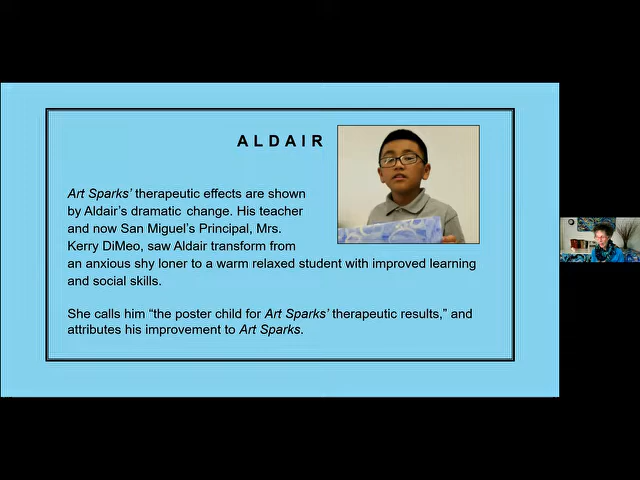 ALDAIR
Art Sparks' therapeutic effects are shown
by Aldair's dramatic change. His teacher
and now San Miguel's Principal, Mrs.
Kerry DiMeo, saw Aldair transform from
an anxious shy loner to a warm relaxed student with improved learning
and social skills.
She calls him “the poster child for Art Sparks' therapeutic results,” and
attributes his improvement to Art Sparks.